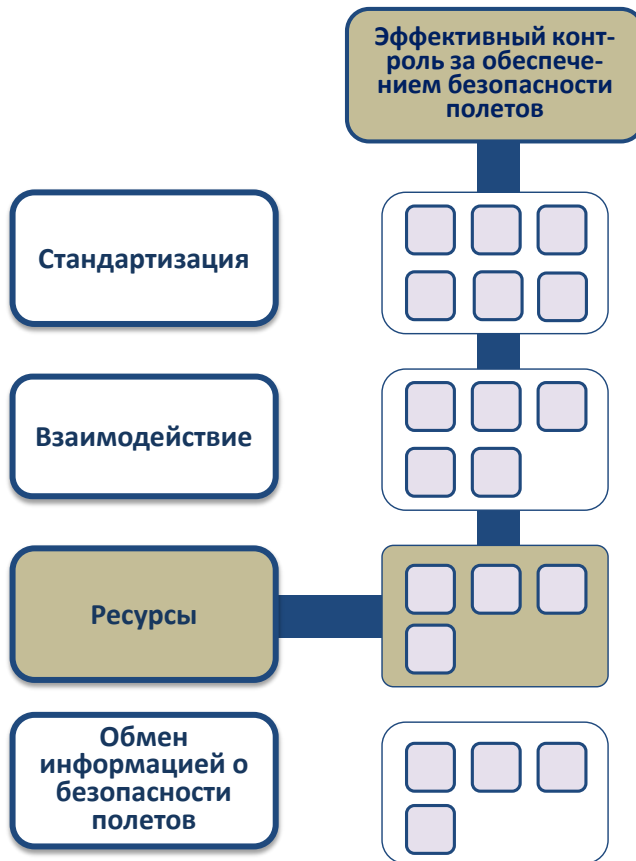 Эффективный конт-
роль за обеспече-
нием безопасности
полетов
Стандартизация
Взаимодействие
Ресурсы
Обмен
информацией о
безопасности
полетов